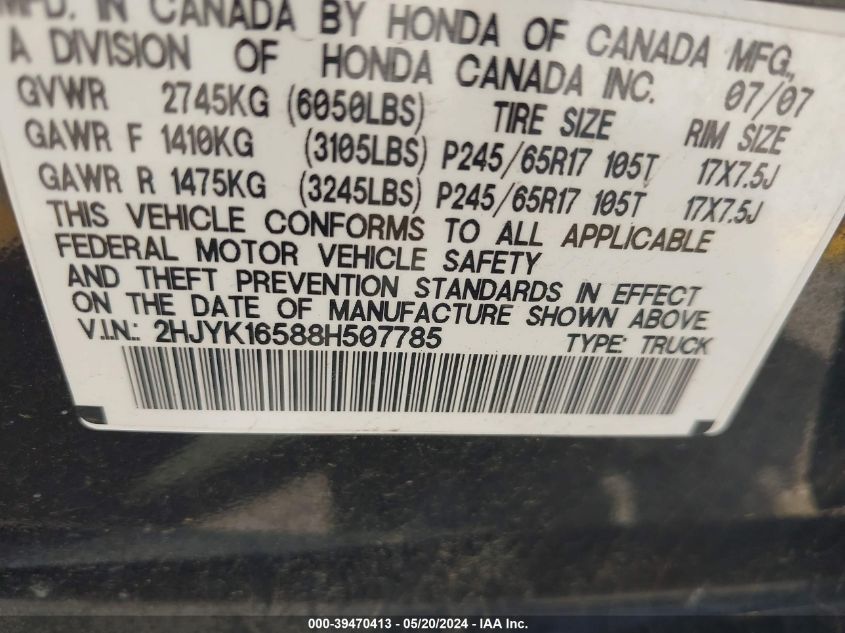 MFD. IN CANADA BY HONDA OF CANADA MFG.,
A DIVISION OF HONDA CANADA INC. 07/07
GVWR 2745KG (6050LBS) TIRE SIZE RIM SIZE
GAWR F 1410KG (3105LBS) P245/65R17 105T 17X7.5J
GAWR R 1475KG (3245LBS) P245/65R17 105T 17X7.5J
THIS VEHICLE CONFORMS TO ALL APPLICABLE
FEDERAL MOTOR VEHICLE SAFETY
AND THEFT PREVENTION STANDARDS IN EFFECT
ON THE DATE OF MANUFACTURE SHOWN ABOVE
V.I.N.: 2HJYK16588H507785 TYPE: TRUCK
000-39470413 - 05/20/2024 - IAA Inc.